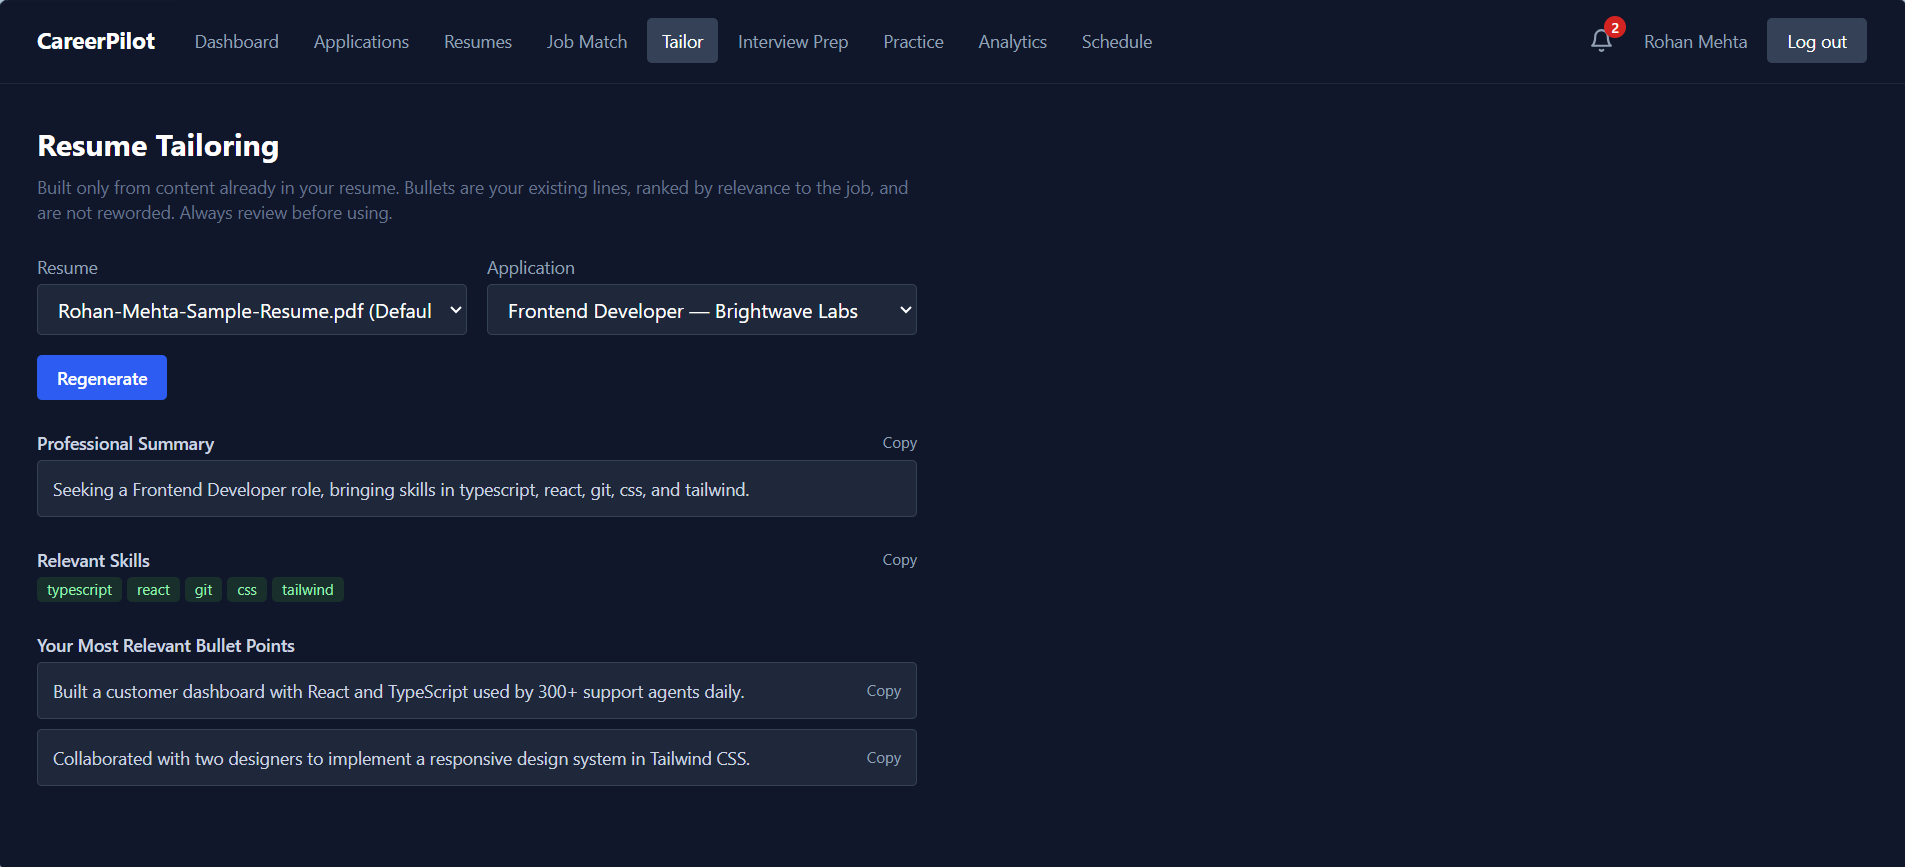 CareerPilot Dashboard Applications Resumes Job Match Tailor Interview Prep Practice Analytics Schedule 2 Rohan Mehta Log out
Resume Tailoring
Built only from content already in your resume. Bullets are your existing lines, ranked by relevance to the job, and
are not reworded. Always review before using.
Resume Application
Rohan-Mehta-Sample-Resume.pdf (Defaul Frontend Developer — Brightwave Labs
Regenerate
Professional Summary Copy
Seeking a Frontend Developer role, bringing skills in typescript, react, git, css, and tailwind.
Relevant Skills Copy
typescript react git css tailwind
Your Most Relevant Bullet Points
Built a customer dashboard with React and TypeScript used by 300+ support agents daily. Copy
Collaborated with two designers to implement a responsive design system in Tailwind CSS. Copy